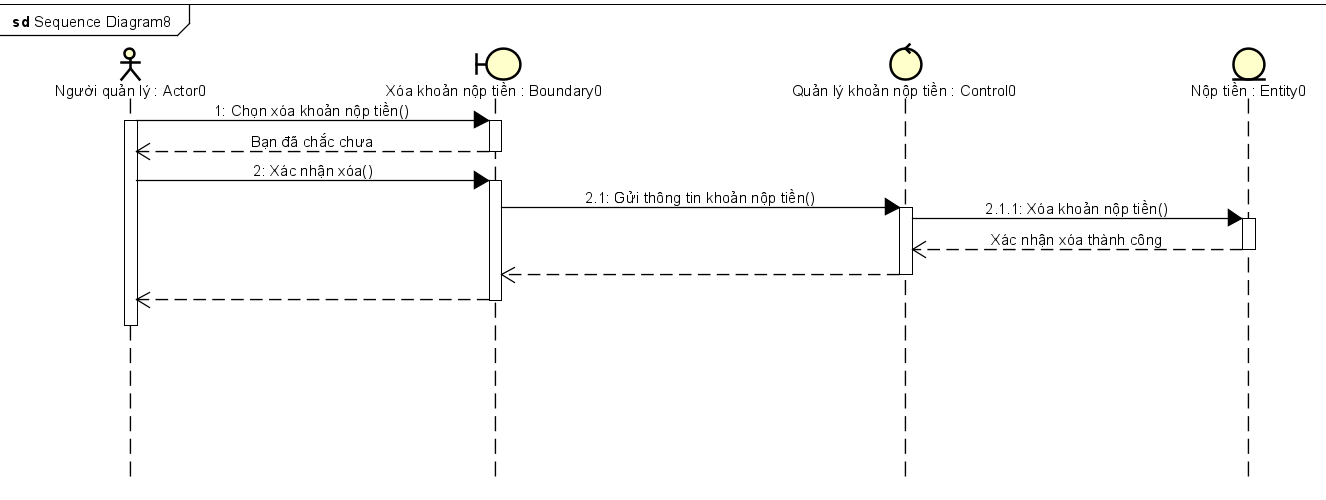 sd Sequence Diagram8
Người quản lý : Actor0
Xóa khoản nộp tiền : Boundary0
Quản lý khoản nộp tiền : Control0
Nộp tiền : Entity0
1: Chọn xóa khoản nộp tiền()
Bạn đã chắc chưa
2: Xác nhận xóa()
2.1: Gửi thông tin khoản nộp tiền()
2.1.1: Xóa khoản nộp tiền()
Xác nhận xóa thành công